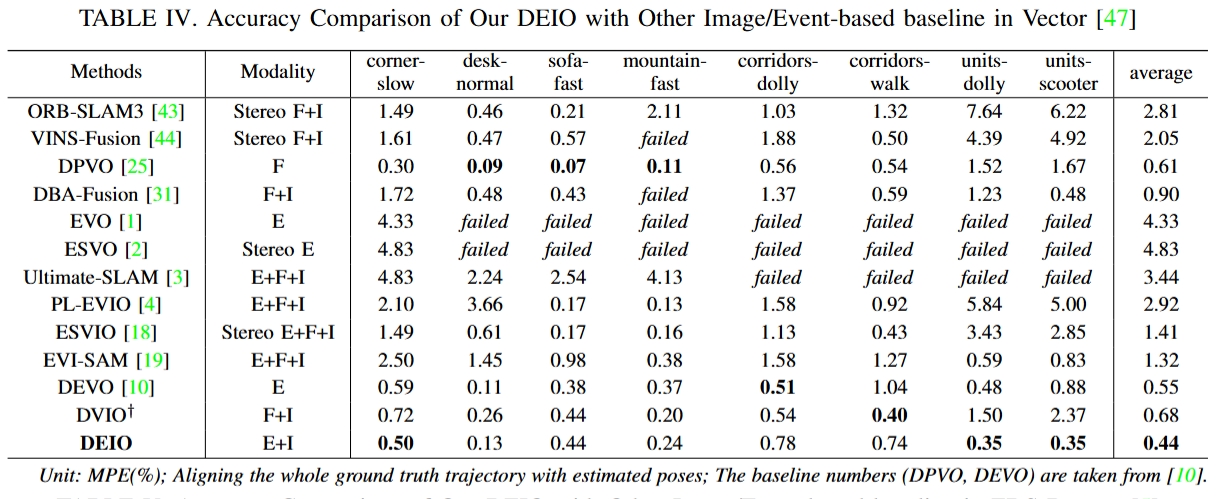 TABLE IV. Accuracy Comparison of Our DEIO with Other Image/Event-based baseline in Vector [47]
Methods Modality corner-slow desk-normal sofa-fast mountain-fast corridors-dolly corridors-walk units-dolly units-scooter average
ORB-SLAM3 [43] Stereo F+I 1.49 0.46 0.21 2.11 1.03 1.32 7.64 6.22 2.81
VINS-Fusion [44] Stereo F+I 1.61 0.47 0.57 failed 1.88 0.50 4.39 4.92 2.05
DPVO [25] F 0.30 0.09 0.07 0.11 0.56 0.54 1.52 1.67 0.61
DBA-Fusion [31] F+I 1.72 0.48 0.43 failed 1.37 0.59 1.23 0.48 0.90
EVO [1] E 4.33 failed failed failed failed failed failed failed 4.33
ESVO [2] Stereo E 4.83 failed failed failed failed failed failed failed 4.83
Ultimate-SLAM [3] E+F+I 4.83 2.24 2.54 4.13 failed failed failed failed 3.44
PL-EVIO [4] E+F+I 2.10 3.66 0.17 0.13 1.58 0.92 5.84 5.00 2.92
ESVIO [18] Stereo E+F+I 1.49 0.61 0.17 0.16 1.13 0.43 3.43 2.85 1.41
EVI-SAM [19] E+F+I 2.50 1.45 0.98 0.38 1.58 1.27 0.59 0.83 1.32
DEVO [10] E 0.59 0.11 0.38 0.37 0.51 1.04 0.48 0.88 0.55
DVIO† F+I 0.72 0.26 0.44 0.20 0.54 0.40 1.50 2.37 0.68
DEIO E+I 0.50 0.13 0.44 0.24 0.78 0.74 0.35 0.35 0.44
Unit: MPE(%); Aligning the whole ground truth trajectory with estimated poses; The baseline numbers (DPVO, DEVO) are taken from [10].